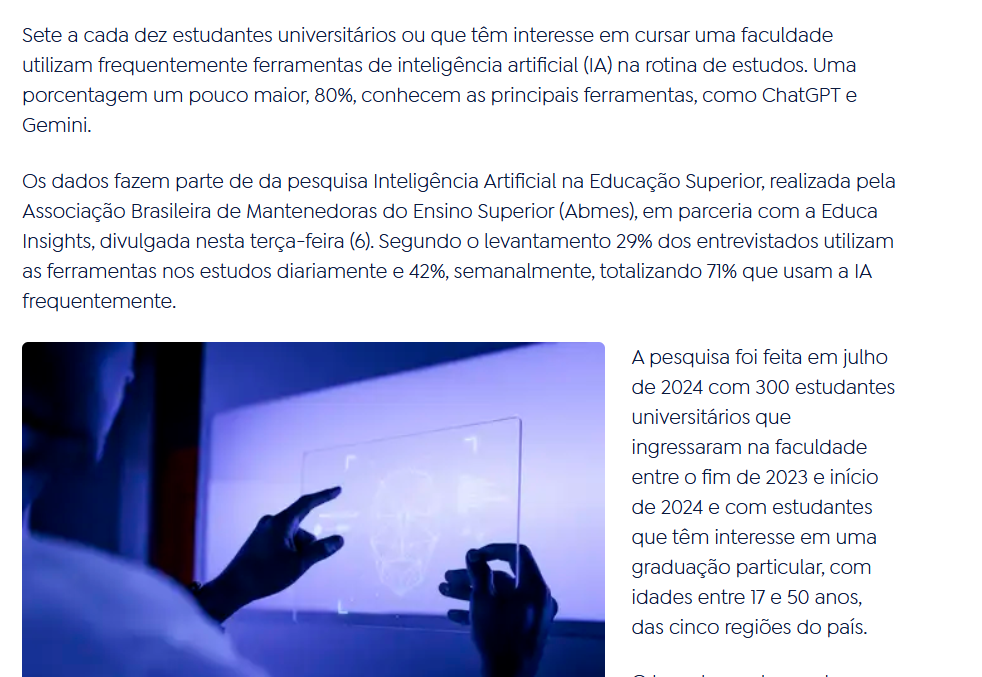 Sete a cada dez estudantes universitários ou que têm interesse em cursar uma faculdade
utilizam frequentemente ferramentas de inteligência artificial (IA) na rotina de estudos. Uma
porcentagem um pouco maior, 80%, conhecem as principais ferramentas, como ChatGPT e
Gemini.
Os dados fazem parte de da pesquisa Inteligência Artificial na Educação Superior, realizada pela
Associação Brasileira de Mantenedoras do Ensino Superior (Abmes), em parceria com a Educa
Insights, divulgada nesta terça-feira (6). Segundo o levantamento 29% dos entrevistados utilizam
as ferramentas nos estudos diariamente e 42%, semanalmente, totalizando 71% que usam a IA
frequentemente.
A pesquisa foi feita em julho
de 2024 com 300 estudantes
universitários que
ingressaram na faculdade
entre o fim de 2023 e início
de 2024 e com estudantes
que têm interesse em uma
graduação particular, com
idades entre 17 e 50 anos,
das cinco regiões do país.